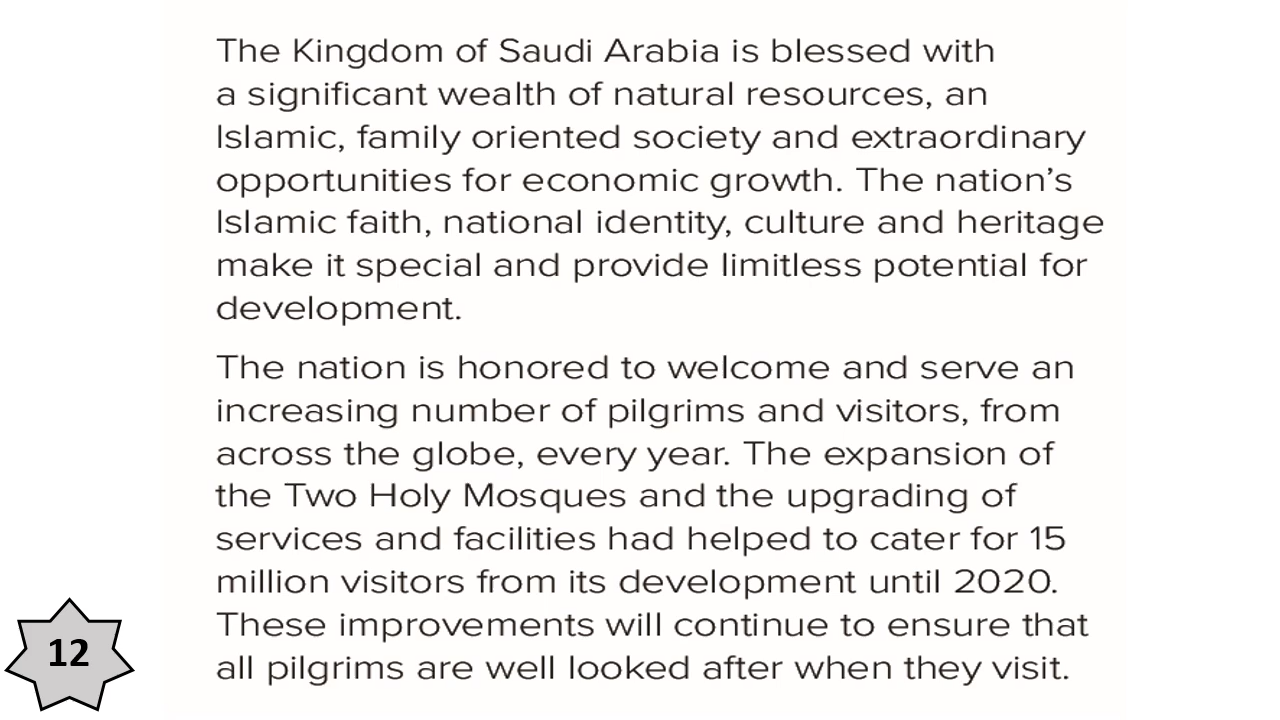 The Kingdom of Saudi Arabia is blessed with
a significant wealth of natural resources, an
Islamic, family oriented society and extraordinary
opportunities for economic growth. The nation’s
Islamic faith, national identity, culture and heritage
make it special and provide limitless potential for
development.
The nation is honored to welcome and serve an
increasing number of pilgrims and visitors, from
across the globe, every year. The expansion of
the Two Holy Mosques and the upgrading of
services and facilities had helped to cater for 15
million visitors from its development until 2020.
These improvements will continue to ensure that
all pilgrims are well looked after when they visit.
12